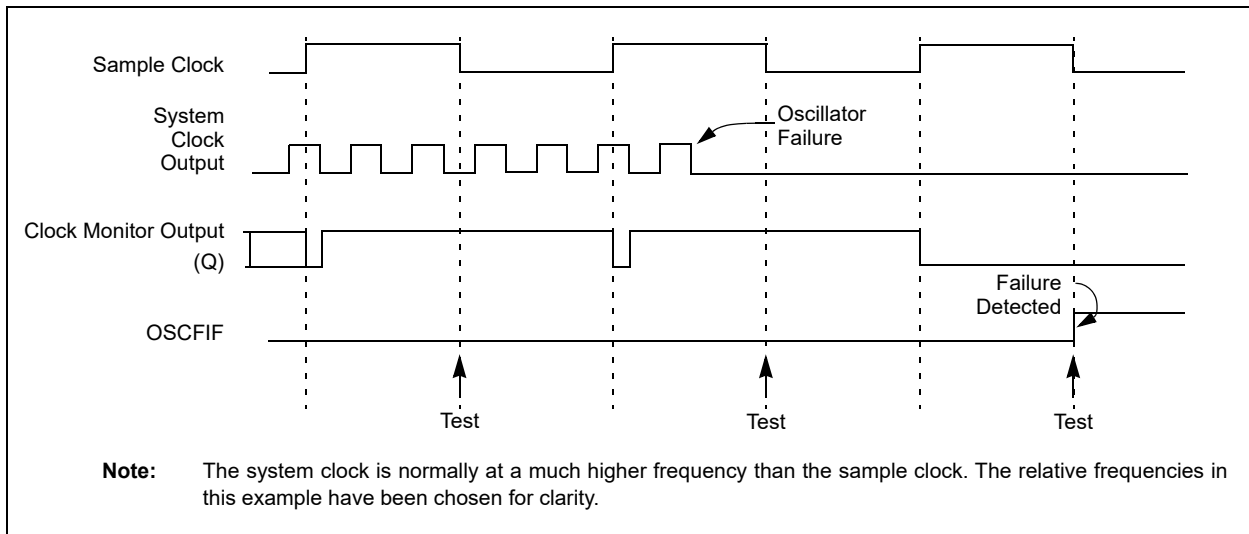 Sample Clock
System
Clock
Output
Oscillator
Failure
Clock Monitor Output
(Q)
Failure
Detected
OSCFIF
Test
Test
Test
Note: The system clock is normally at a much higher frequency than the sample clock. The relative frequencies in
this example have been chosen for clarity.